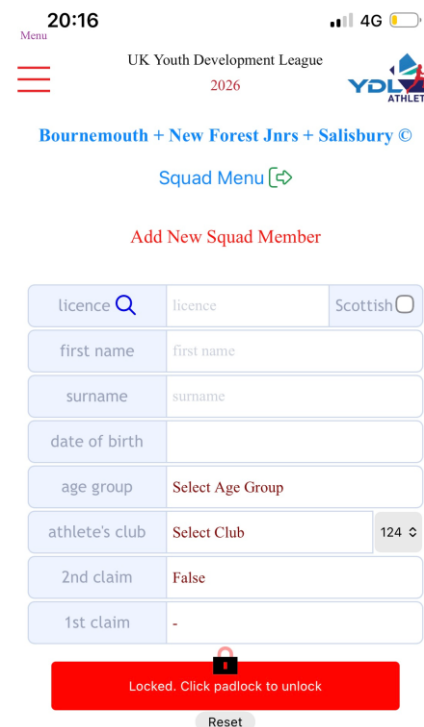 20:16
4G
Menu
UK Youth Development League
2026
YDL
ATHLET
Bournemouth + New Forest Jnrs + Salisbury ©
Squad Menu
Add New Squad Member
licence licence Scottish
first name first name
surname surname
date of birth
age group Select Age Group
athlete's club Select Club 124
2nd claim False
1st claim -
Locked. Click padlock to unlock
Reset